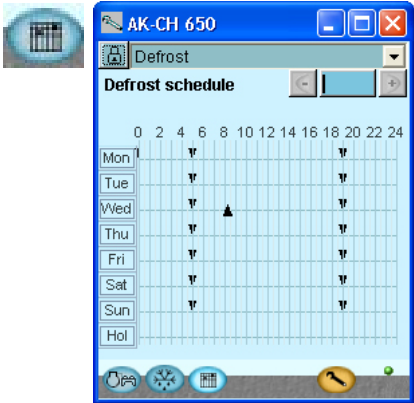 AK-CH 650
Defrost
Defrost schedule
0 2 4 6 8 10 12 14 16 18 20 22 24
Mon
Tue
Wed
Thu
Fri
Sat
Sun
Hol